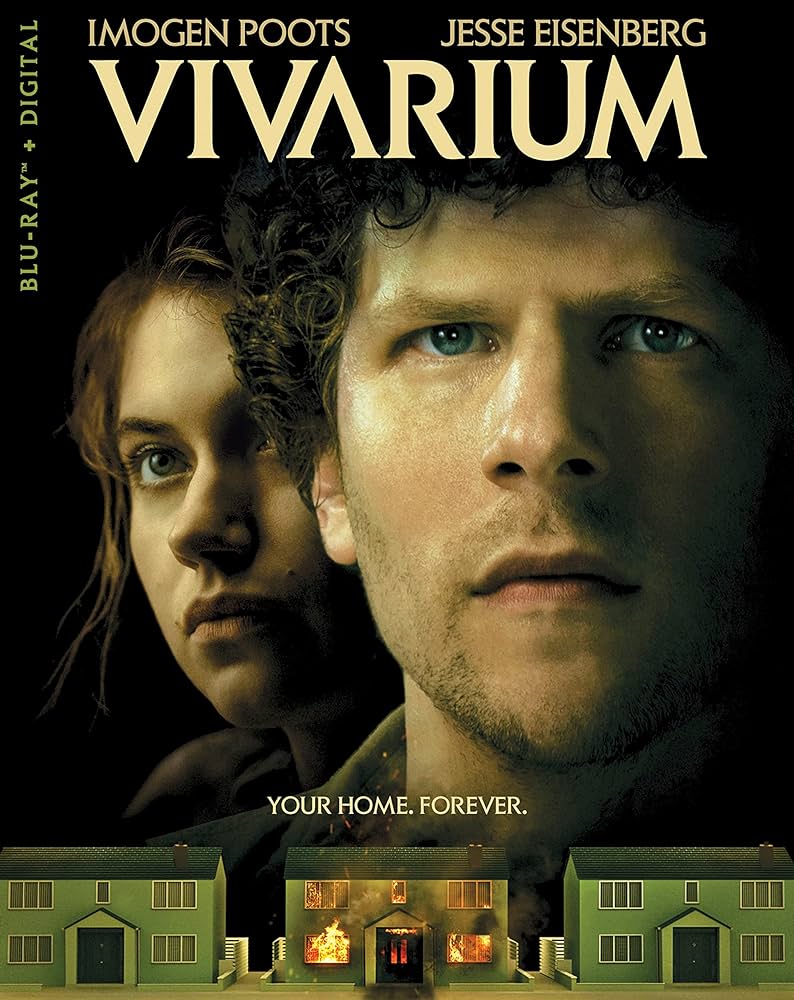 BLU-RAY™ + DIGITAL
IMOGEN POOTS JESSE EISENBERG
VIVARIUM
YOUR HOME. FOREVER.